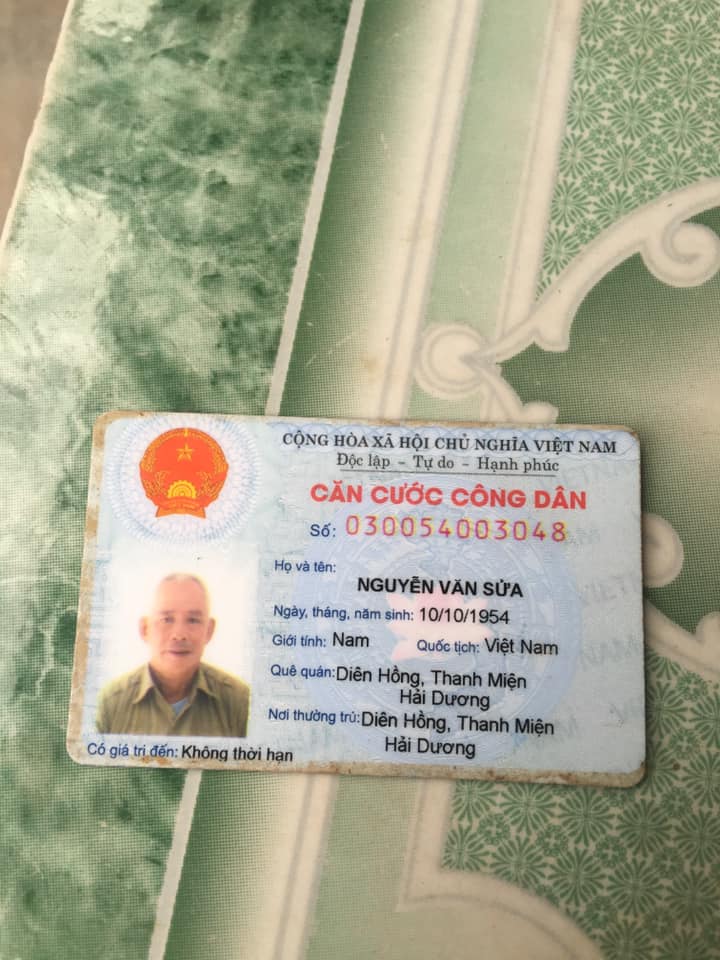 CỘNG HÒA XÃ HỘI CHỦ NGHĨA VIỆT NAM
Độc lập - Tự do - Hạnh phúc
CĂN CƯỚC CÔNG DÂN
Số: 030054003048
Họ và tên:
NGUYỄN VĂN SỬA
Ngày, tháng, năm sinh: 10/10/1954
Giới tính: Nam Quốc tịch: Việt Nam
Quê quán: Diên Hồng, Thanh Miện
Hải Dương
Nơi thường trú: Diên Hồng, Thanh Miện
Hải Dương
Có giá trị đến: Không thời hạn